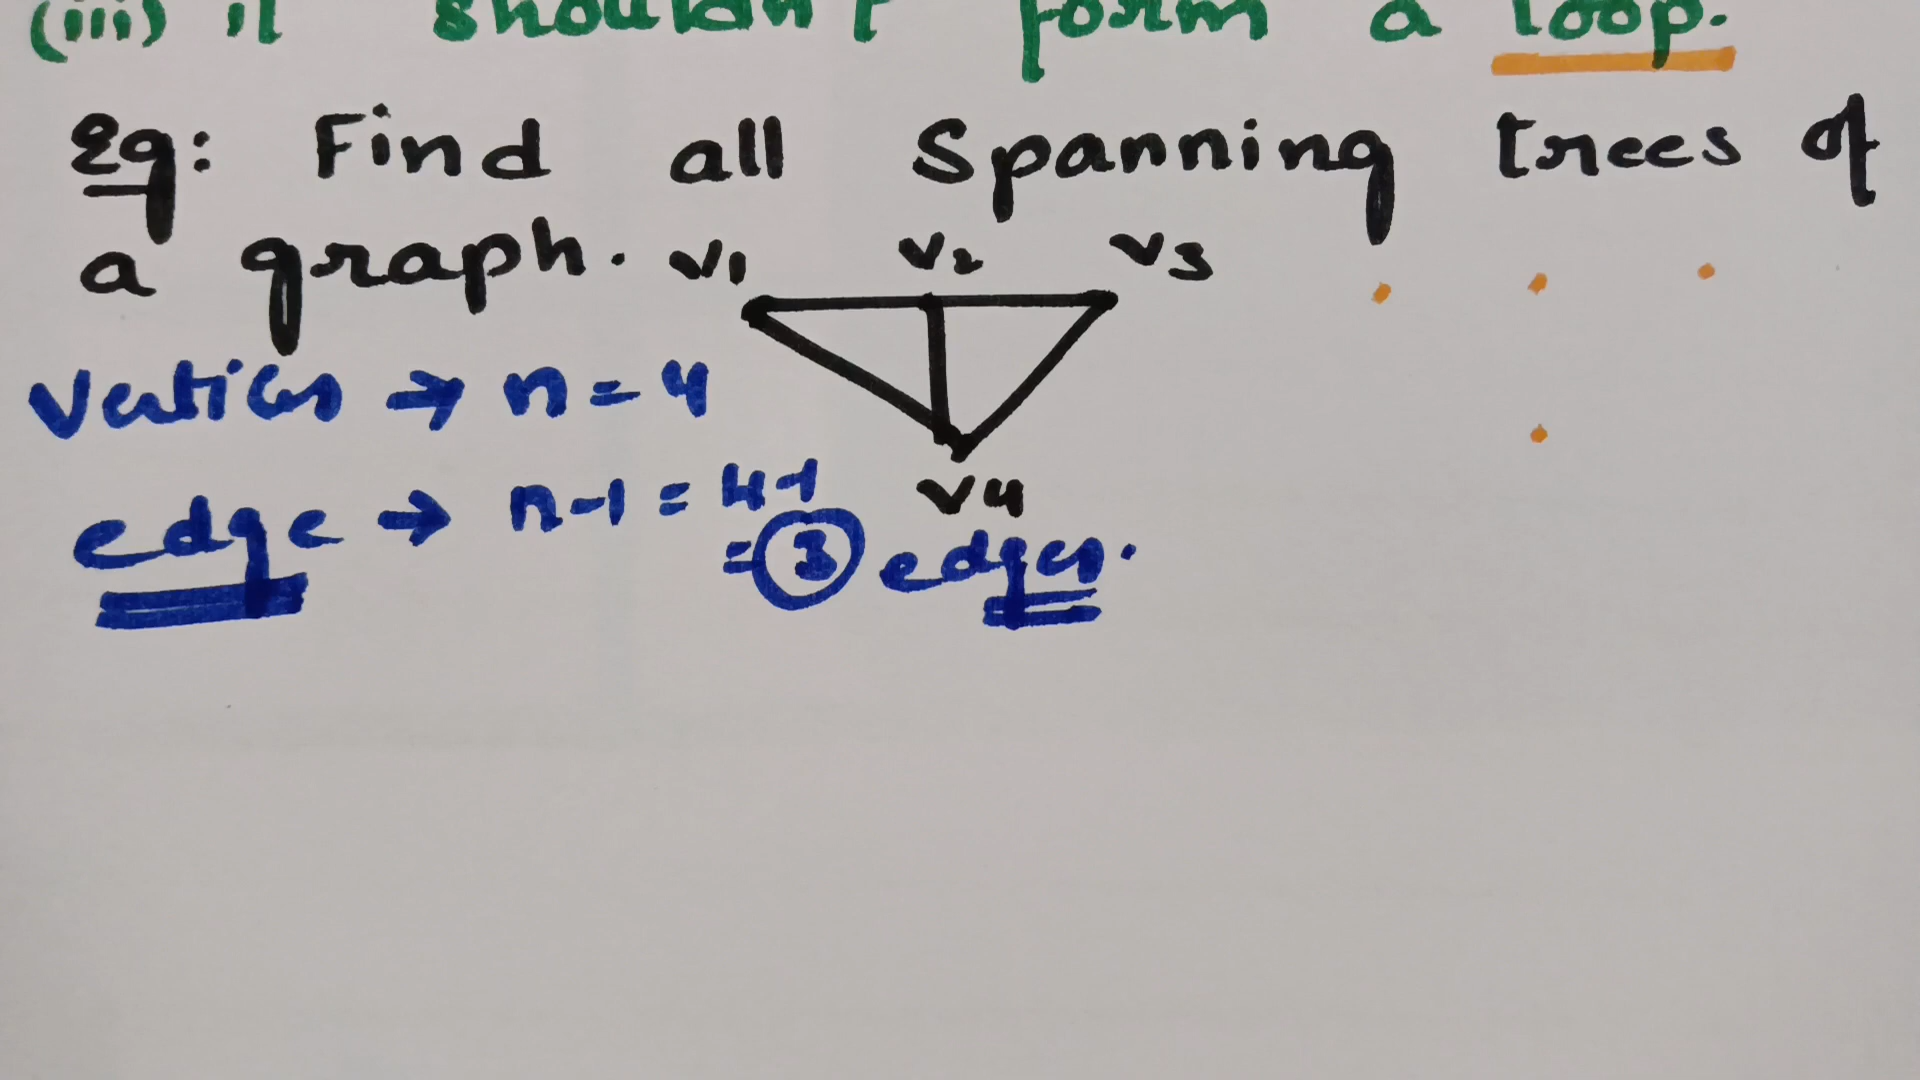 (iii) it shouldn't form a loop.
Eg: Find all Spanning trees of
a graph. v1 v2 v3
Vertices → n = 4
edge → n-1 = 4-1 v4
= 3 edges.